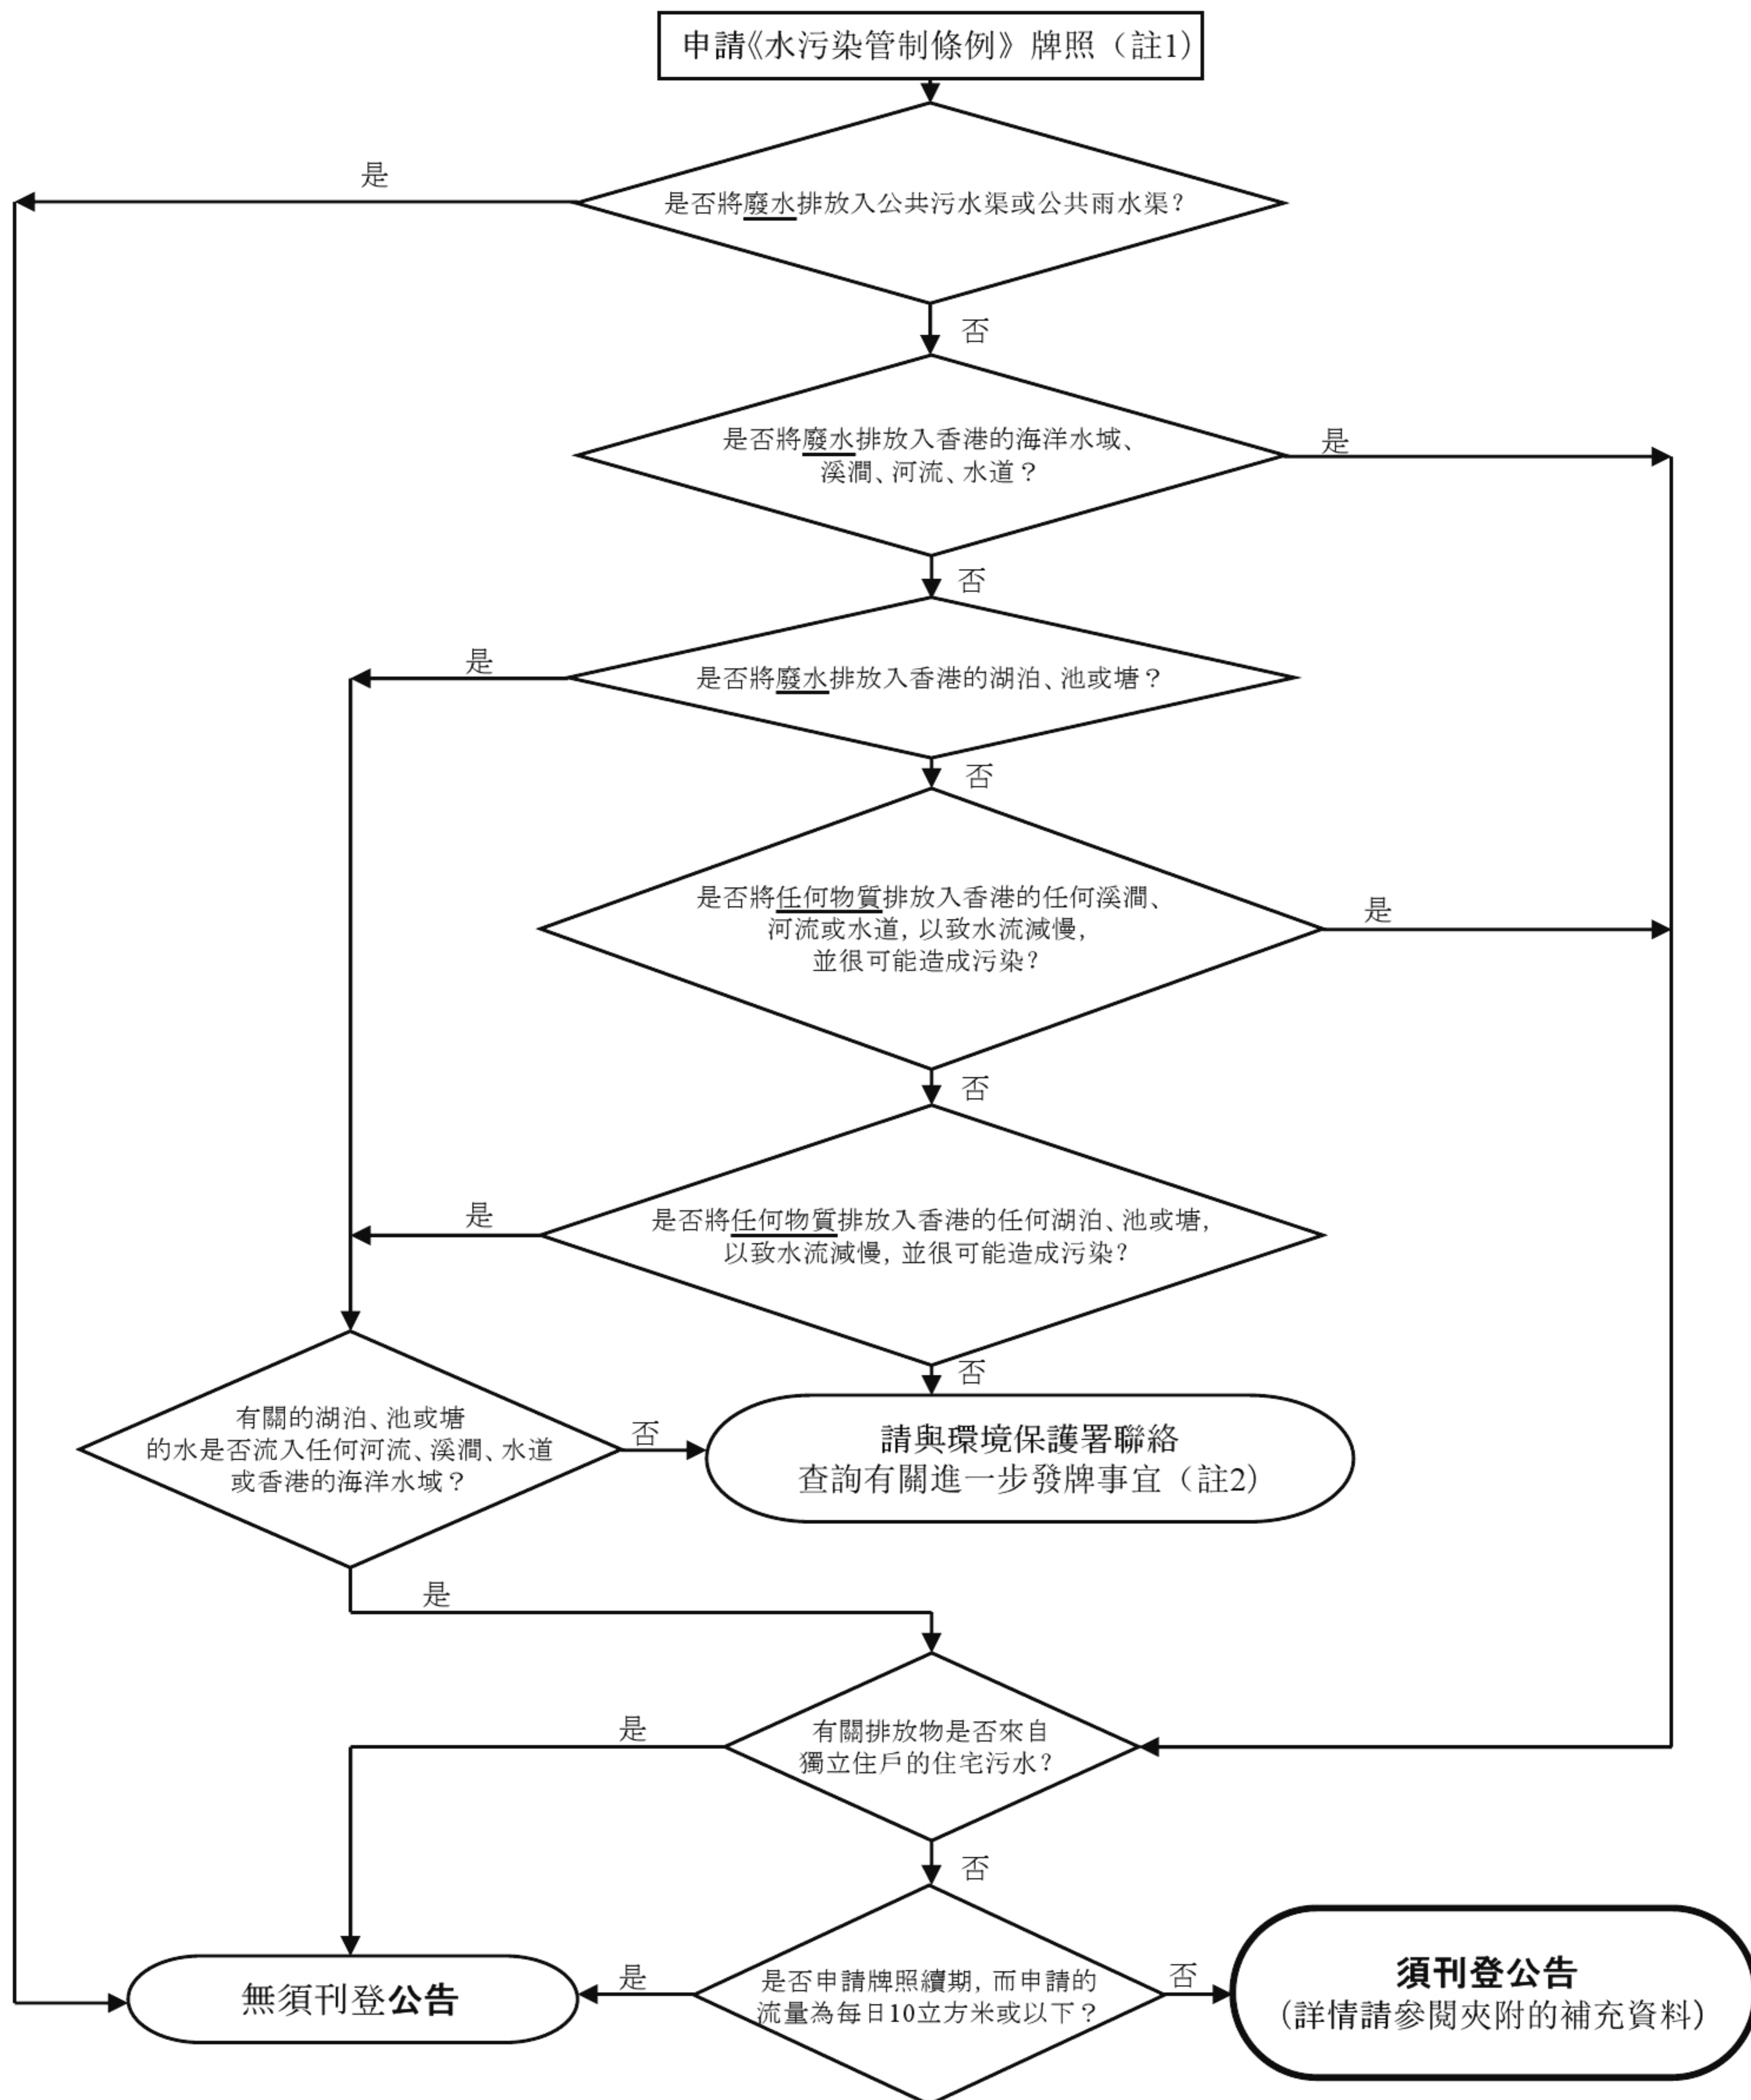 申請《水污染管制條例》牌照（註1）
是
是否將廢水排放入公共污水渠或公共雨水渠？
否
是否將廢水排放入香港的海洋水域、
溪澗、河流、水道？
是
否
是
是否將廢水排放入香港的湖泊、池或塘？
否
是否將任何物質排放入香港的任何溪澗、
河流或水道，以致水流減慢，
並很可能造成污染？
是
否
是
是否將任何物質排放入香港的任何湖泊、池或塘，
以致水流減慢，並很可能造成污染？
否
有關的湖泊、池或塘
的水是否流入任何河流、溪澗、水道
或香港的海洋水域？
否
請與環境保護署聯絡
查詢有關進一步發牌事宜（註2）
是
是
有關排放物是否來自
獨立住戶的住宅污水？
否
無須刊登公告
是
是否申請牌照續期，而申請的
流量為每日10立方米或以下？
否
須刊登公告
（詳情請參閱夾附的補充資料）